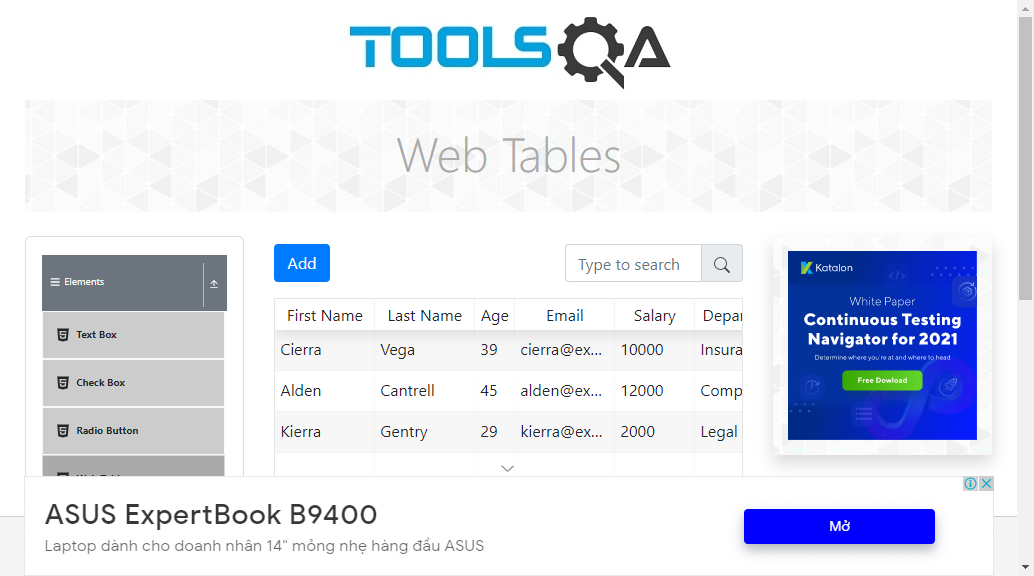 TOOLSQA
Web Tables
Elements
Text Box
Check Box
Radio Button
Add
Type to search
First Name Last Name Age Email Salary Depar
Cierra Vega 39 cierra@ex... 10000 Insura
Alden Cantrell 45 alden@ex... 12000 Comp
Kierra Gentry 29 kierra@ex... 2000 Legal
Katalon
White Paper
Continuous Testing
Navigator for 2021
Determine where you're at and where to head
Free Dowload
ASUS ExpertBook B9400
Laptop dành cho doanh nhân 14" mỏng nhẹ hàng đầu ASUS
Mở